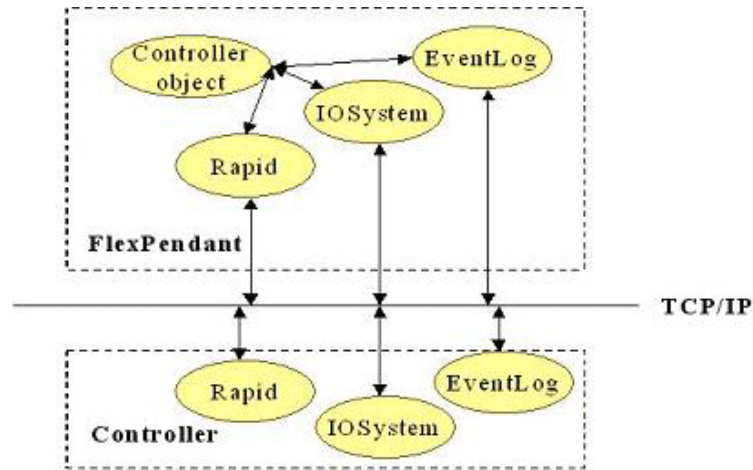 Controller
object
EventLog
IOSystem
Rapid
FlexPendant
TCP/IP
Rapid
EventLog
IOSystem
Controller